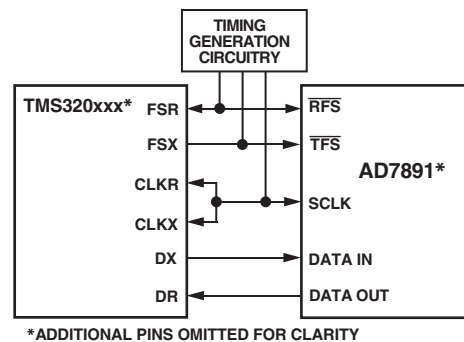 TIMING
GENERATION
CIRCUITRY
TMS320xxx*
AD7891*
FSR
RFS
FSX
TFS
CLKR
SCLK
CLKX
DX
DATA IN
DR
DATA OUT
*ADDITIONAL PINS OMITTED FOR CLARITY